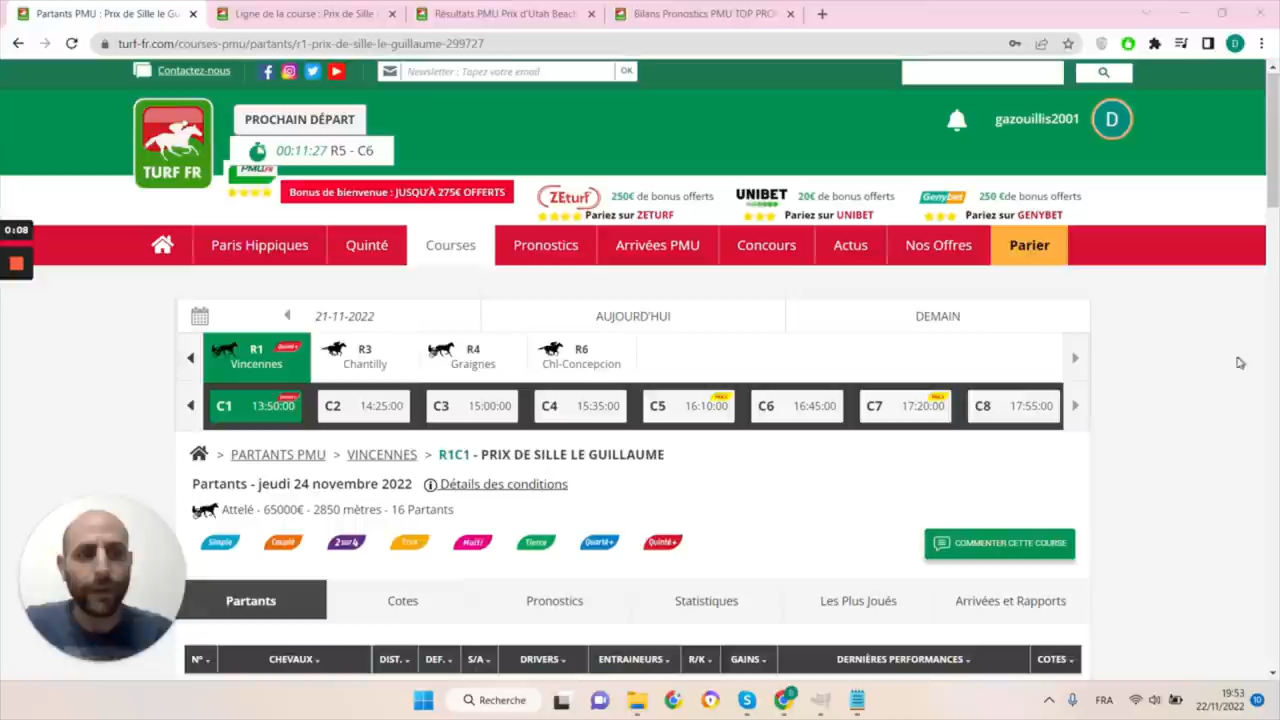 Partants PMU : Prix de Sille le Gu
Ligne de la course : Prix de Sille
Résultats PMU Prix d'Utah Beach
Bilans Pronostics PMU TOP PRO
turf-fr.com/courses-pmu/partants/r1-prix-de-sille-le-guillaume-299727
D
Contactez-nous
Newsletter : Tapez votre email
OK
PROCHAIN DÉPART
00:11:27 R5 - C6
TURF FR
gazouillis2001
D
PMU.FR
Bonus de bienvenue : JUSQU'À 275€ OFFERTS
ZEturf
250€ de bonus offerts
Pariez sur ZETURF
UNIBET
20€ de bonus offerts
Pariez sur UNIBET
Genybet
250 €de bonus offerts
Pariez sur GENYBET
0:08
Paris Hippiques
Quinté
Courses
Pronostics
Arrivées PMU
Concours
Actus
Nos Offres
Parier
21-11-2022
AUJOURD'HUI
DEMAIN
R1
Vincennes
R3
Chantilly
R4
Graignes
R6
Chl-Concepcion
C1 13:50:00
C2 14:25:00
C3 15:00:00
C4 15:35:00
C5 16:10:00
C6 16:45:00
C7 17:20:00
C8 17:55:00
> PARTANTS PMU > VINCENNES > R1C1 - PRIX DE SILLE LE GUILLAUME
Partants - jeudi 24 novembre 2022 Détails des conditions
Attelé - 65000€ - 2850 mètres - 16 Partants
Simple
Couplé
2sur4
Trio
Multi
Tiercé
Quarté+
Quinté+
COMMENTER CETTE COURSE
Partants
Cotes
Pronostics
Statistiques
Les Plus Joués
Arrivées et Rapports
N°
CHEVAUX
DIST.
DEF.
S/A
DRIVERS
ENTRAINEURS
R/K
GAINS
DERNIÈRES PERFORMANCES
COTES
Recherche
FRA
19:53
22/11/2022
10